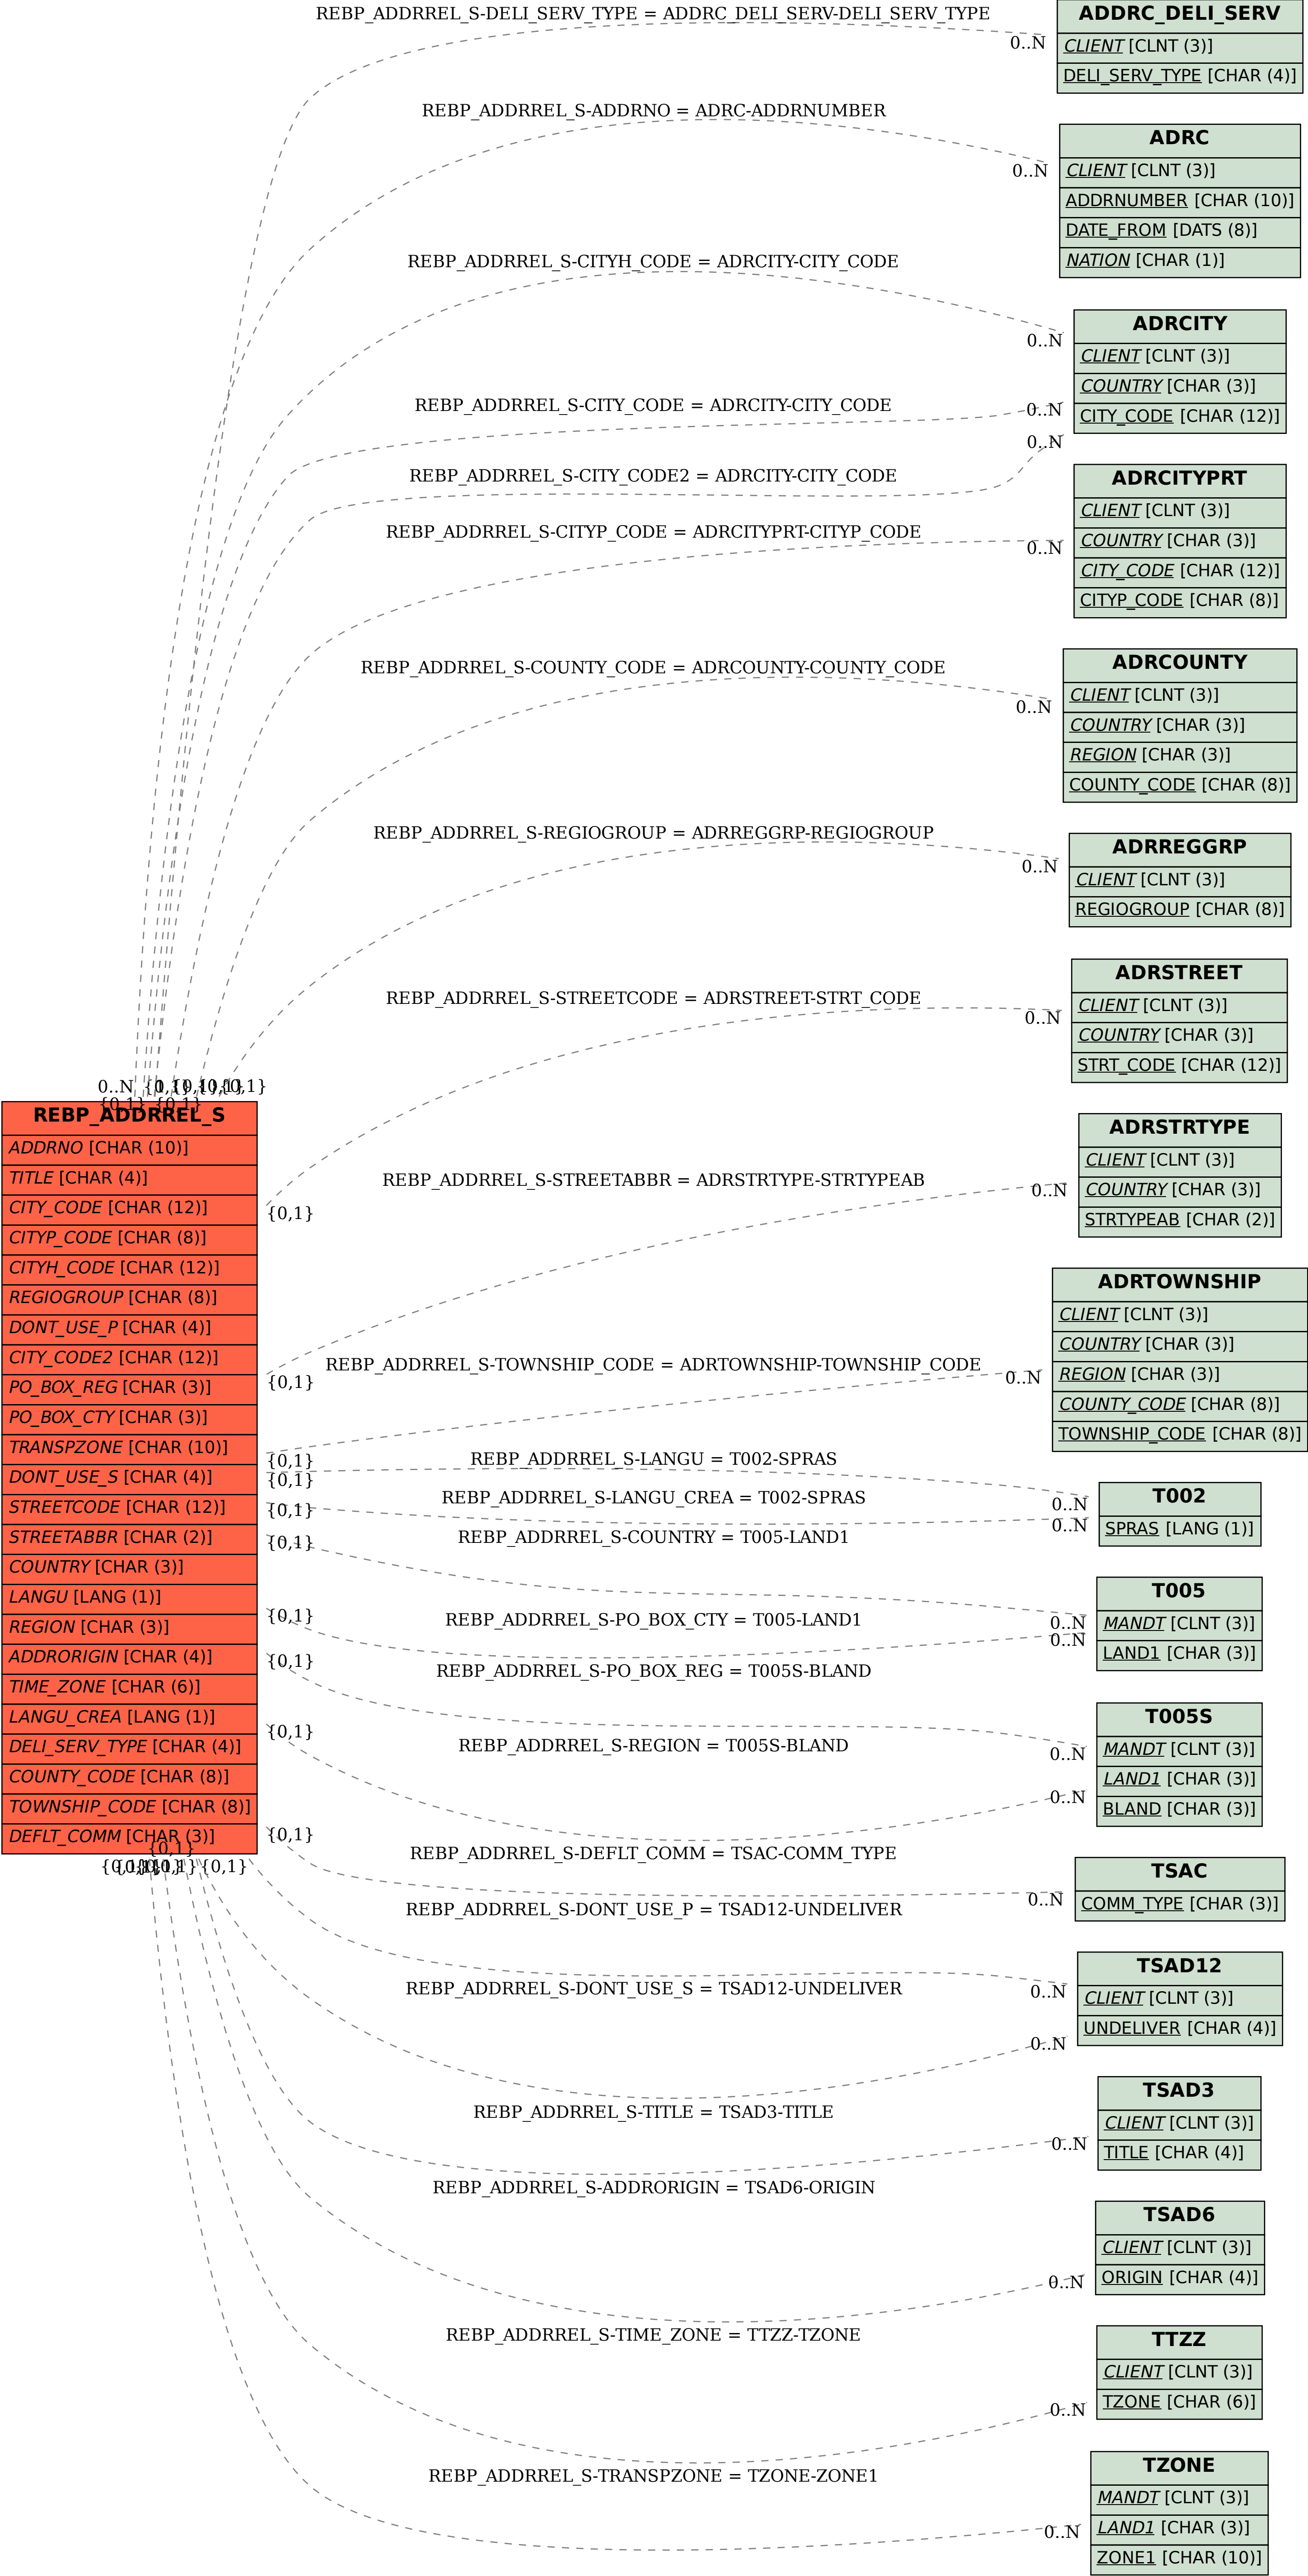 REBP_ADDRREL_S-DELI_SERV_TYPE = ADDRC_DELI_SERV-DELI_SERV_TYPE
0..N
ADDRC_DELI_SERV
CLIENT [CLNT (3)]
DELI_SERV_TYPE [CHAR (4)]
REBP_ADDRREL_S-ADDRNO = ADRC-ADDRNUMBER
0..N
ADRC
CLIENT [CLNT (3)]
ADDRNUMBER [CHAR (10)]
DATE_FROM [DATS (8)]
NATION [CHAR (1)]
REBP_ADDRREL_S-CITYH_CODE = ADRCITY-CITY_CODE
0..N
REBP_ADDRREL_S-CITY_CODE = ADRCITY-CITY_CODE
0..N
REBP_ADDRREL_S-CITY_CODE2 = ADRCITY-CITY_CODE
0..N
ADRCITY
CLIENT [CLNT (3)]
COUNTRY [CHAR (3)]
CITY_CODE [CHAR (12)]
REBP_ADDRREL_S-CITYP_CODE = ADRCITYPRT-CITYP_CODE
0..N
ADRCITYPRT
CLIENT [CLNT (3)]
COUNTRY [CHAR (3)]
CITY_CODE [CHAR (12)]
CITYP_CODE [CHAR (8)]
REBP_ADDRREL_S-COUNTY_CODE = ADRCOUNTY-COUNTY_CODE
0..N
ADRCOUNTY
CLIENT [CLNT (3)]
COUNTRY [CHAR (3)]
REGION [CHAR (3)]
COUNTY_CODE [CHAR (8)]
REBP_ADDRREL_S-REGIOGROUP = ADRREGGRP-REGIOGROUP
0..N
ADRREGGRP
CLIENT [CLNT (3)]
REGIOGROUP [CHAR (8)]
REBP_ADDRREL_S-STREETCODE = ADRSTREET-STRT_CODE
0..N
ADRSTREET
CLIENT [CLNT (3)]
COUNTRY [CHAR (3)]
STRT_CODE [CHAR (12)]
0..N
{0,1}
{0,1}
REBP_ADDRREL_S
ADDRNO [CHAR (10)]
TITLE [CHAR (4)]
CITY_CODE [CHAR (12)]
CITYP_CODE [CHAR (8)]
CITYH_CODE [CHAR (12)]
REGIOGROUP [CHAR (8)]
DONT_USE_P [CHAR (4)]
CITY_CODE2 [CHAR (12)]
PO_BOX_REG [CHAR (3)]
PO_BOX_CTY [CHAR (3)]
TRANSPZONE [CHAR (10)]
DONT_USE_S [CHAR (4)]
STREETCODE [CHAR (12)]
STREETABBR [CHAR (2)]
COUNTRY [CHAR (3)]
LANGU [LANG (1)]
REGION [CHAR (3)]
ADDRORIGIN [CHAR (4)]
TIME_ZONE [CHAR (6)]
LANGU_CREA [LANG (1)]
DELI_SERV_TYPE [CHAR (4)]
COUNTY_CODE [CHAR (8)]
TOWNSHIP_CODE [CHAR (8)]
DEFLT_COMM [CHAR (3)]
{0,1}
{0,1}
{0,1}
{0,1}
{0,1}
{0,1}
{0,1}
{0,1}
{0,1}
{0,1}
{0,1}
{0,1}
REBP_ADDRREL_S-STREETABBR = ADRSTRTYPE-STRTYPEAB
0..N
ADRSTRTYPE
CLIENT [CLNT (3)]
COUNTRY [CHAR (3)]
STRTYPEAB [CHAR (2)]
REBP_ADDRREL_S-TOWNSHIP_CODE = ADRTOWNSHIP-TOWNSHIP_CODE
0..N
ADRTOWNSHIP
CLIENT [CLNT (3)]
COUNTRY [CHAR (3)]
REGION [CHAR (3)]
COUNTY_CODE [CHAR (8)]
TOWNSHIP_CODE [CHAR (8)]
REBP_ADDRREL_S-LANGU = T002-SPRAS
0..N
REBP_ADDRREL_S-LANGU_CREA = T002-SPRAS
0..N
T002
SPRAS [LANG (1)]
REBP_ADDRREL_S-COUNTRY = T005-LAND1
0..N
REBP_ADDRREL_S-PO_BOX_CTY = T005-LAND1
0..N
T005
MANDT [CLNT (3)]
LAND1 [CHAR (3)]
REBP_ADDRREL_S-PO_BOX_REG = T005S-BLAND
0..N
REBP_ADDRREL_S-REGION = T005S-BLAND
0..N
T005S
MANDT [CLNT (3)]
LAND1 [CHAR (3)]
BLAND [CHAR (3)]
REBP_ADDRREL_S-DEFLT_COMM = TSAC-COMM_TYPE
0..N
TSAC
COMM_TYPE [CHAR (3)]
REBP_ADDRREL_S-DONT_USE_P = TSAD12-UNDELIVER
0..N
REBP_ADDRREL_S-DONT_USE_S = TSAD12-UNDELIVER
0..N
TSAD12
CLIENT [CLNT (3)]
UNDELIVER [CHAR (4)]
REBP_ADDRREL_S-TITLE = TSAD3-TITLE
0..N
TSAD3
CLIENT [CLNT (3)]
TITLE [CHAR (4)]
REBP_ADDRREL_S-ADDRORIGIN = TSAD6-ORIGIN
0..N
TSAD6
CLIENT [CLNT (3)]
ORIGIN [CHAR (4)]
REBP_ADDRREL_S-TIME_ZONE = TTZZ-TZONE
0..N
TTZZ
CLIENT [CLNT (3)]
TZONE [CHAR (6)]
REBP_ADDRREL_S-TRANSPZONE = TZONE-ZONE1
0..N
TZONE
MANDT [CLNT (3)]
LAND1 [CHAR (3)]
ZONE1 [CHAR (10)]